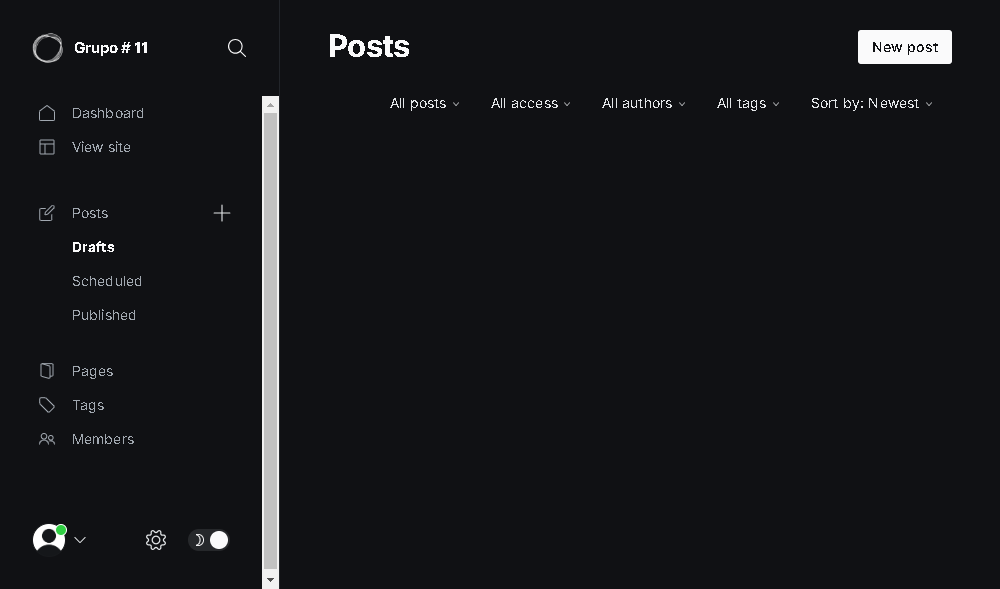 Grupo # 11
Dashboard
View site
Posts
Drafts
Scheduled
Published
Pages
Tags
Members
Posts
New post
All posts
All access
All authors
All tags
Sort by: Newest